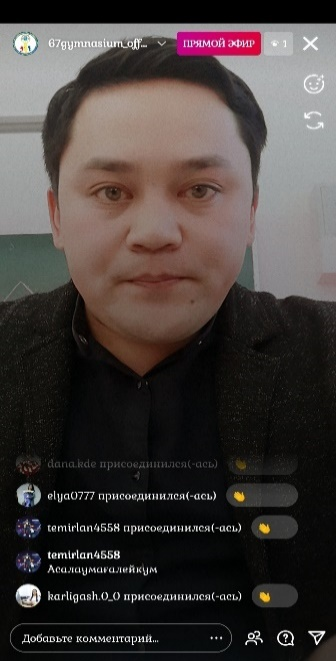 67gymnasium_off...
ПРЯМОЙ ЭФИР
1
dana.kde присоединился(-ась)
elya0777 присоединился(-ась)
temirlan4558 присоединился(-ась)
temirlan4558
Асалаумағалейкум
karligash.0_0 присоединился(-ась)
Добавьте комментарий...